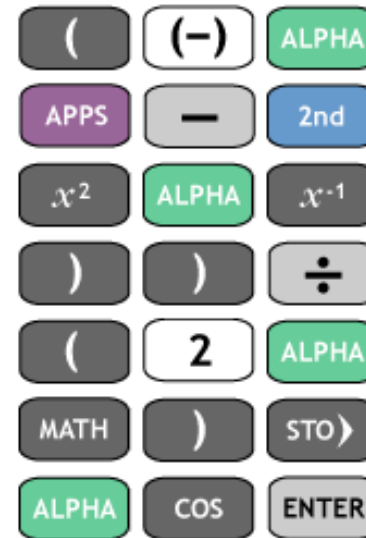 ( (−) ALPHA
APPS − 2nd
x² ALPHA x⁻¹
) ) ÷
( 2 ALPHA
MATH ) STO⟩
ALPHA COS ENTER